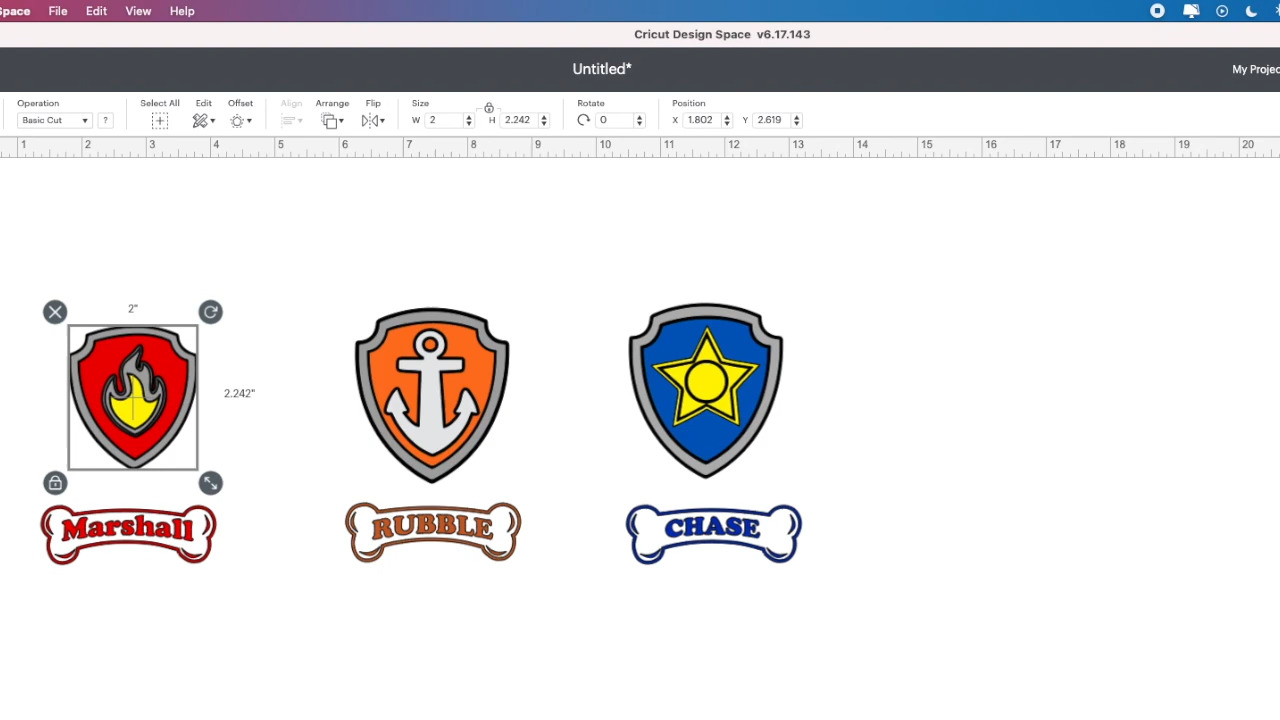 Space File Edit View Help
Cricut Design Space v6.17.143
Untitled*
My Projec
Operation Select All Edit Offset Align Arrange Flip Size Rotate Position
Basic Cut ? W 2 H 2.242 0 X 1.802 Y 2.619
1 2 3 4 5 6 7 8 9 10 11 12 13 14 15 16 17 18 19 20
2"
2.242"
Marshall RUBBLE CHASE